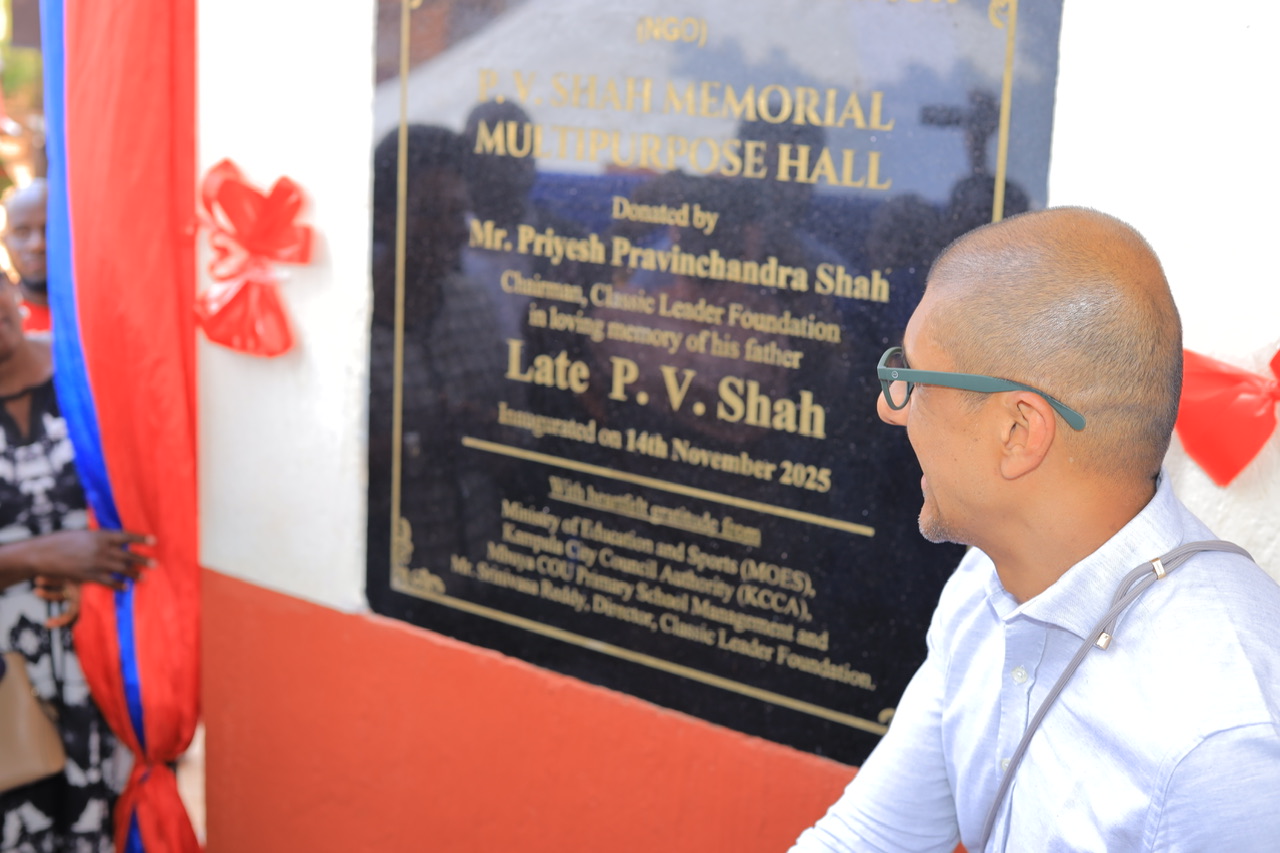 (NGO)
P. V. SHAH MEMORIAL
MULTIPURPOSE HALL
Donated by
Mr. Priyesh Pravinchandra Shah
Chairman, Classic Leader Foundation
in loving memory of his father
Late P. V. Shah
Inaugurated on 14th November 2025
With heartfelt gratitude from
Ministry of Education and Sports (MOES),
Kampala City Council Authority (KCCA),
Mbuya COU Primary School Management and
Mr. Srinivasa Reddy, Director, Classic Leader Foundation.